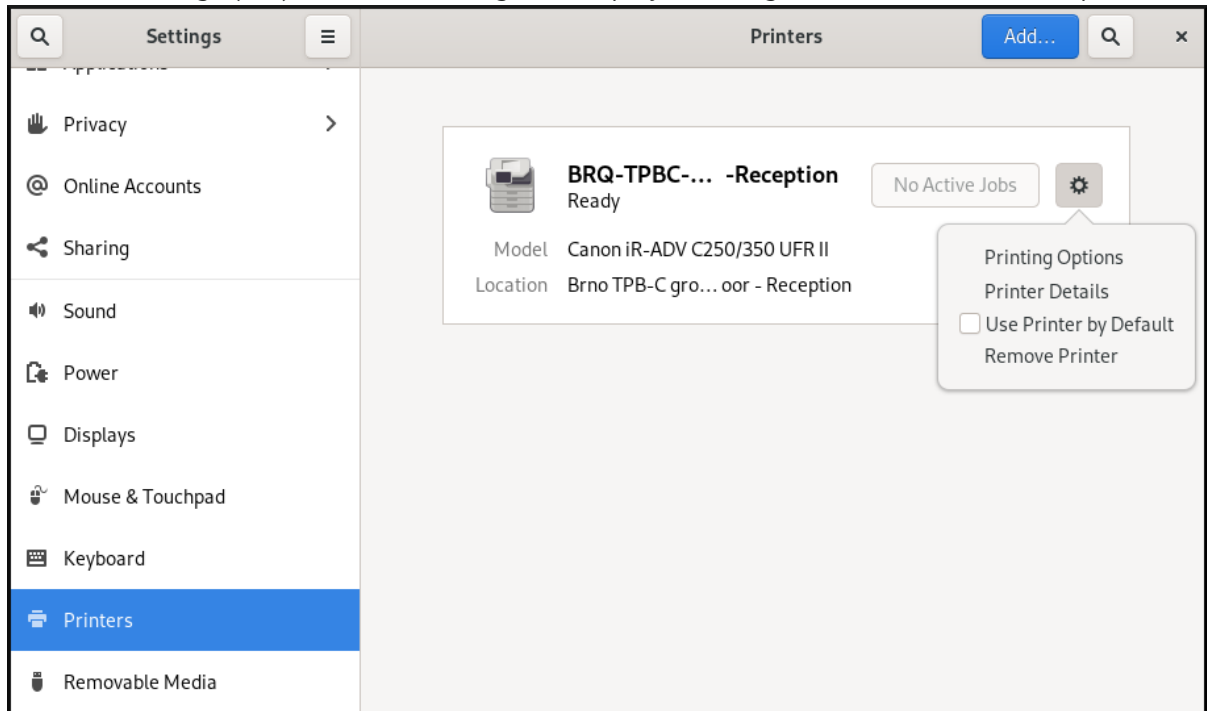 Settings
Printers
Add...
Privacy
Online Accounts
Sharing
Sound
Power
Displays
Mouse & Touchpad
Keyboard
Printers
Removable Media
BRQ-TPBC-... -Reception
Ready
No Active Jobs
Model Canon iR-ADV C250/350 UFR II
Location Brno TPB-C gro... oor - Reception
Printing Options
Printer Details
Use Printer by Default
Remove Printer